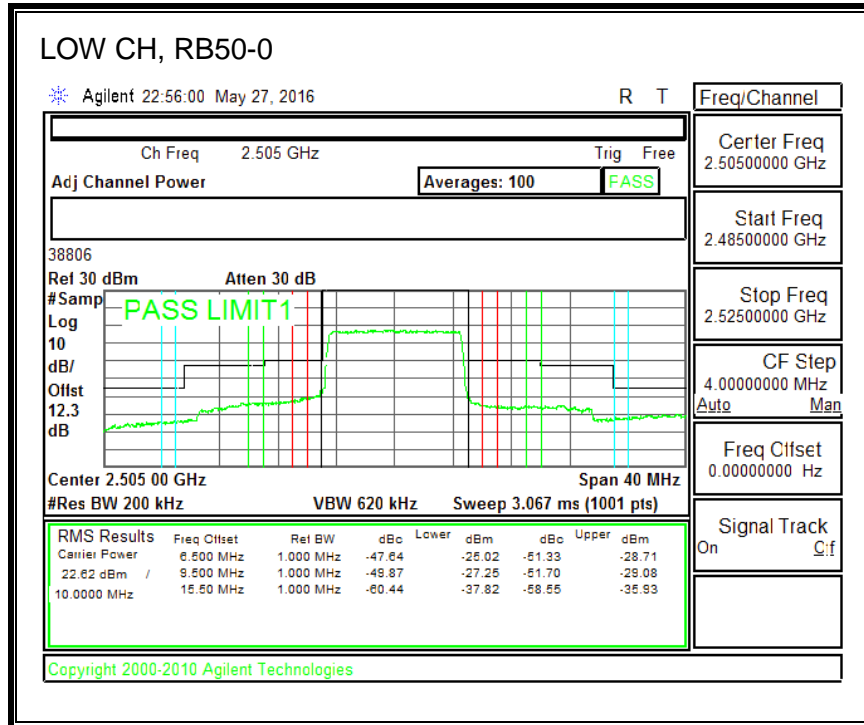 LOW CH, RB50-0
Agilent 22:56:00 May 27, 2016 R T
Freq/Channel
Ch Freq 2.505 GHz Trig Free
Adj Channel Power Averages: 100 PASS
Center Freq
2.50500000 GHz
Start Freq
2.48500000 GHz
Stop Freq
2.52500000 GHz
CF Step
4.00000000 MHz
Auto Man
Freq Offset
0.00000000 Hz
Signal Track
On Off
38806
Ref 30 dBm Atten 30 dB
#Samp
Log
10
dB/
Offst
12.3
dB
PASS LIMIT1
Center 2.505 00 GHz Span 40 MHz
#Res BW 200 kHz VBW 620 kHz Sweep 3.067 ms (1001 pts)
RMS Results Freq Offset Ref BW dBc Lower dBm dBc Upper dBm
Carrier Power 6.500 MHz 1.000 MHz -47.64 -25.02 -51.33 -28.71
22.62 dBm / 9.500 MHz 1.000 MHz -49.87 -27.25 -51.70 -29.08
10.0000 MHz 15.50 MHz 1.000 MHz -60.44 -37.82 -58.55 -35.93
Copyright 2000-2010 Agilent Technologies